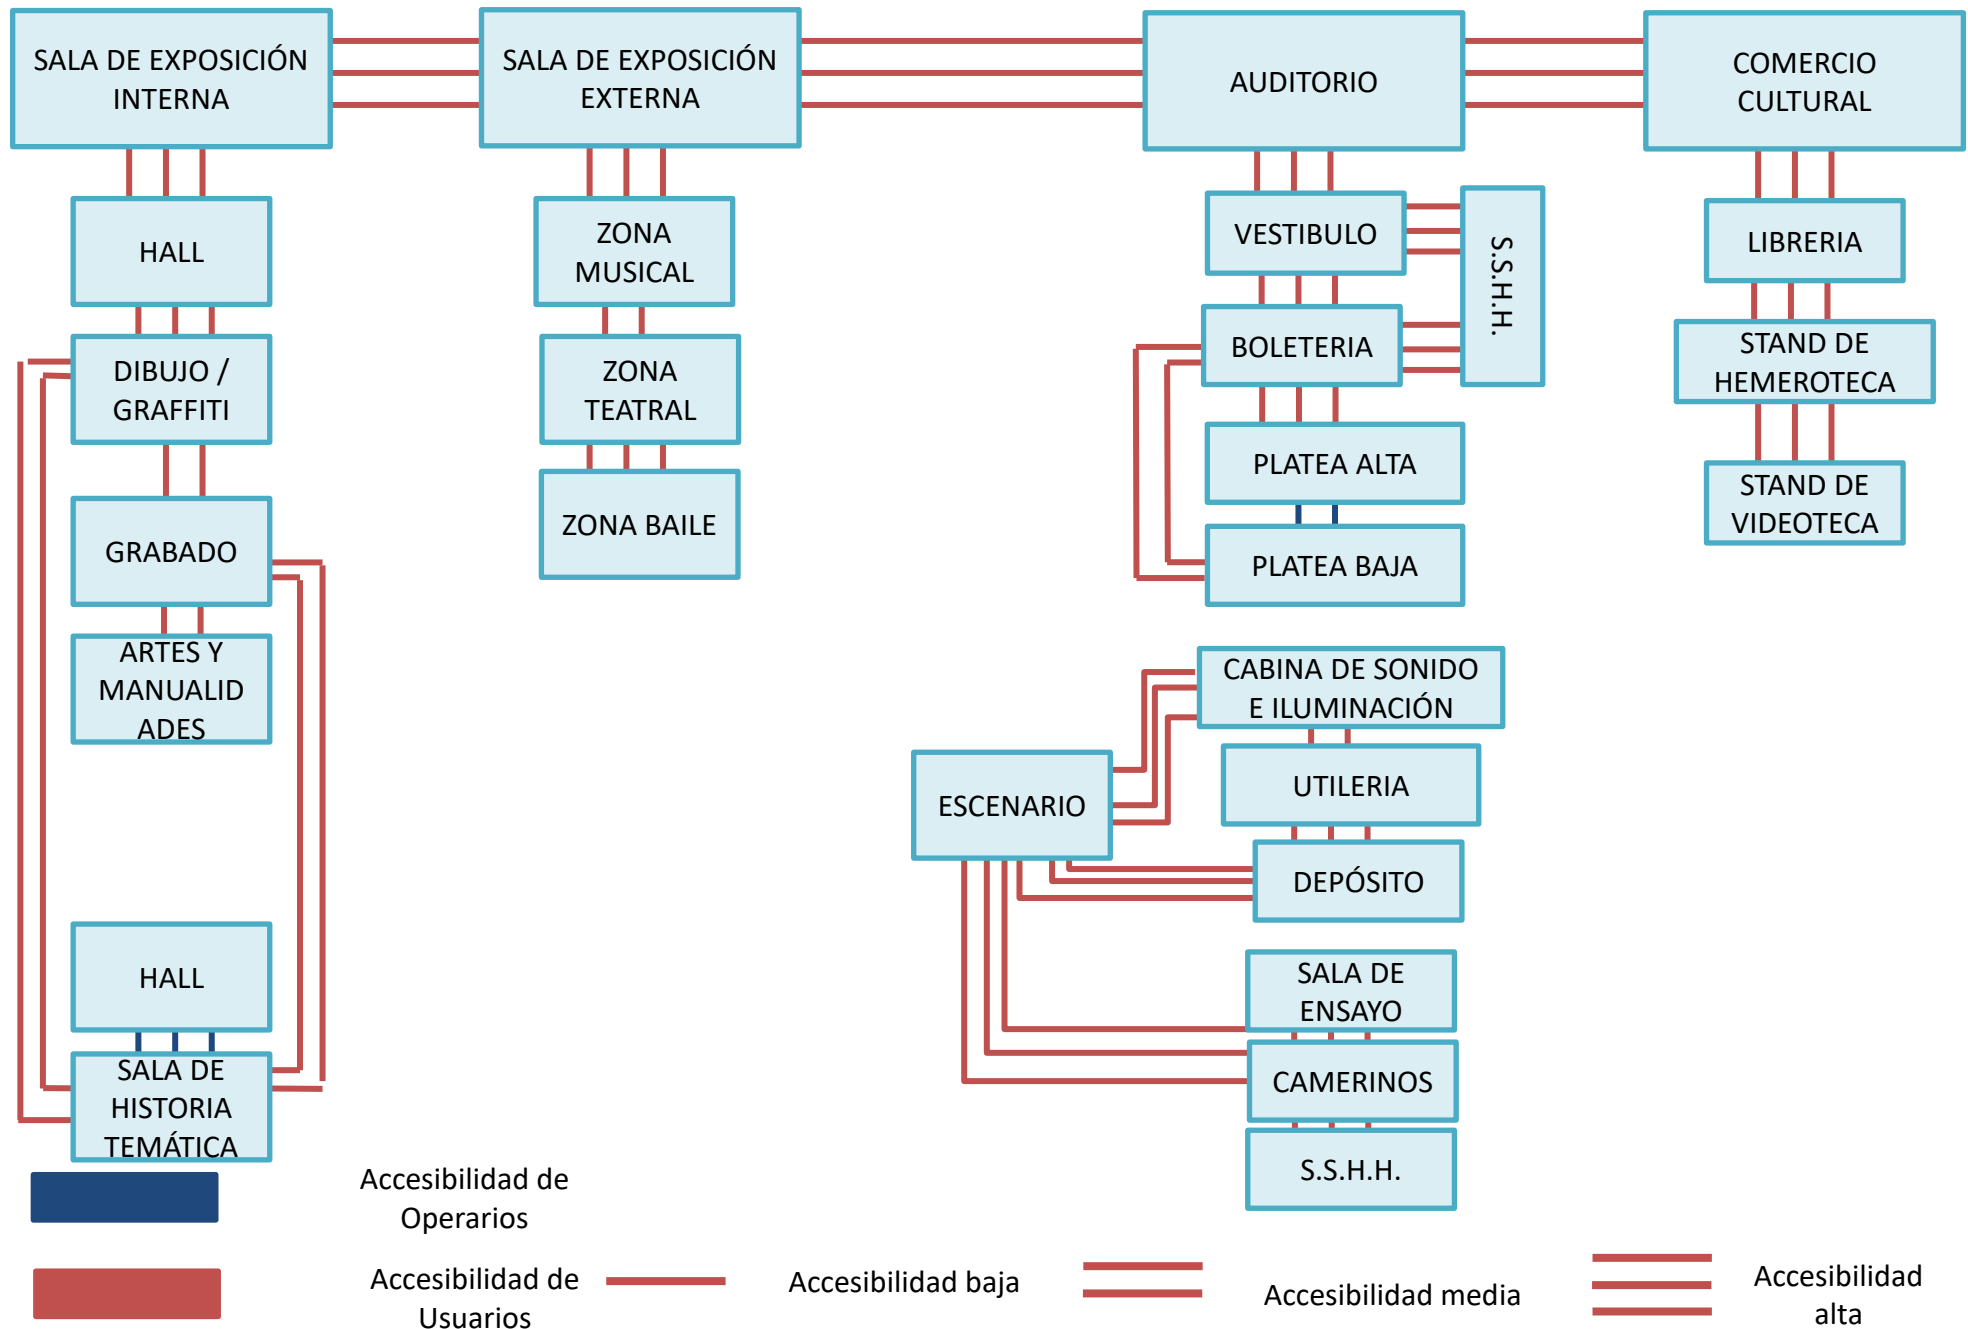 SALA DE EXPOSICIÓN
INTERNA
SALA DE EXPOSICIÓN
EXTERNA
AUDITORIO
COMERCIO
CULTURAL
HALL
DIBUJO /
GRAFFITI
GRABADO
ARTES Y
MANUALID
ADES
HALL
SALA DE
HISTORIA
TEMÁTICA
ZONA
MUSICAL
ZONA
TEATRAL
ZONA BAILE
VESTIBULO
S.S.H.H.
BOLETERIA
PLATEA ALTA
PLATEA BAJA
CABINA DE SONIDO
E ILUMINACIÓN
UTILERIA
ESCENARIO
DEPÓSITO
SALA DE
ENSAYO
CAMERINOS
S.S.H.H.
LIBRERIA
STAND DE
HEMEROTECA
STAND DE
VIDEOTECA
Accesibilidad de
Operarios
Accesibilidad de
Usuarios
Accesibilidad baja
Accesibilidad media
Accesibilidad
alta